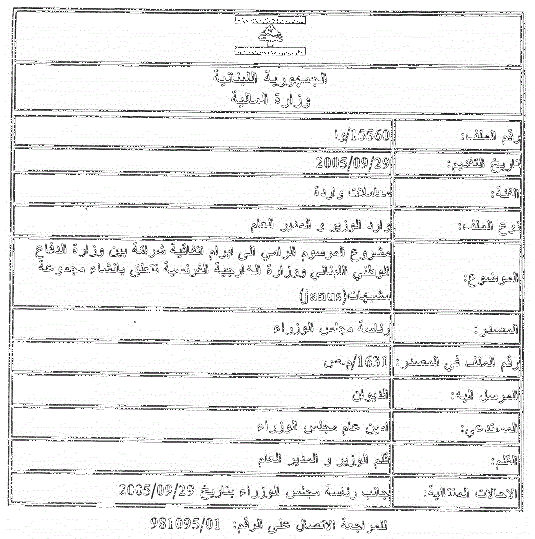 الجمهورية اللبنانية
وزارة المالية
رقم الملف: 15560/وا
تاريخ التقديم: 2005/09/29
الفئة: معاملات واردة
نوع الملف: وارد الوزير و المدير العام
الموضوع: مشروع المرسوم الرامي الى ابرام اتفاقية شراكة بين وزارة الدفاع
الوطني اللبناني ووزارة الخارجية الفرنسية تتعلق بانشاء مجموعة
مشبهات(janus)
المصدر: رئاسة مجلس الوزراء
رقم الملف في المصدر: 1631/م.ص
المرسل اليه: الديوان
المستدعي: امين عام مجلس الوزراء
القلم: قلم الوزير و المدير العام
الاحالات المتتالية: جانب رئاسة مجلس الوزراء بتاريخ 2005/09/29
للمراجعة الاتصال على الرقم: 981095/01